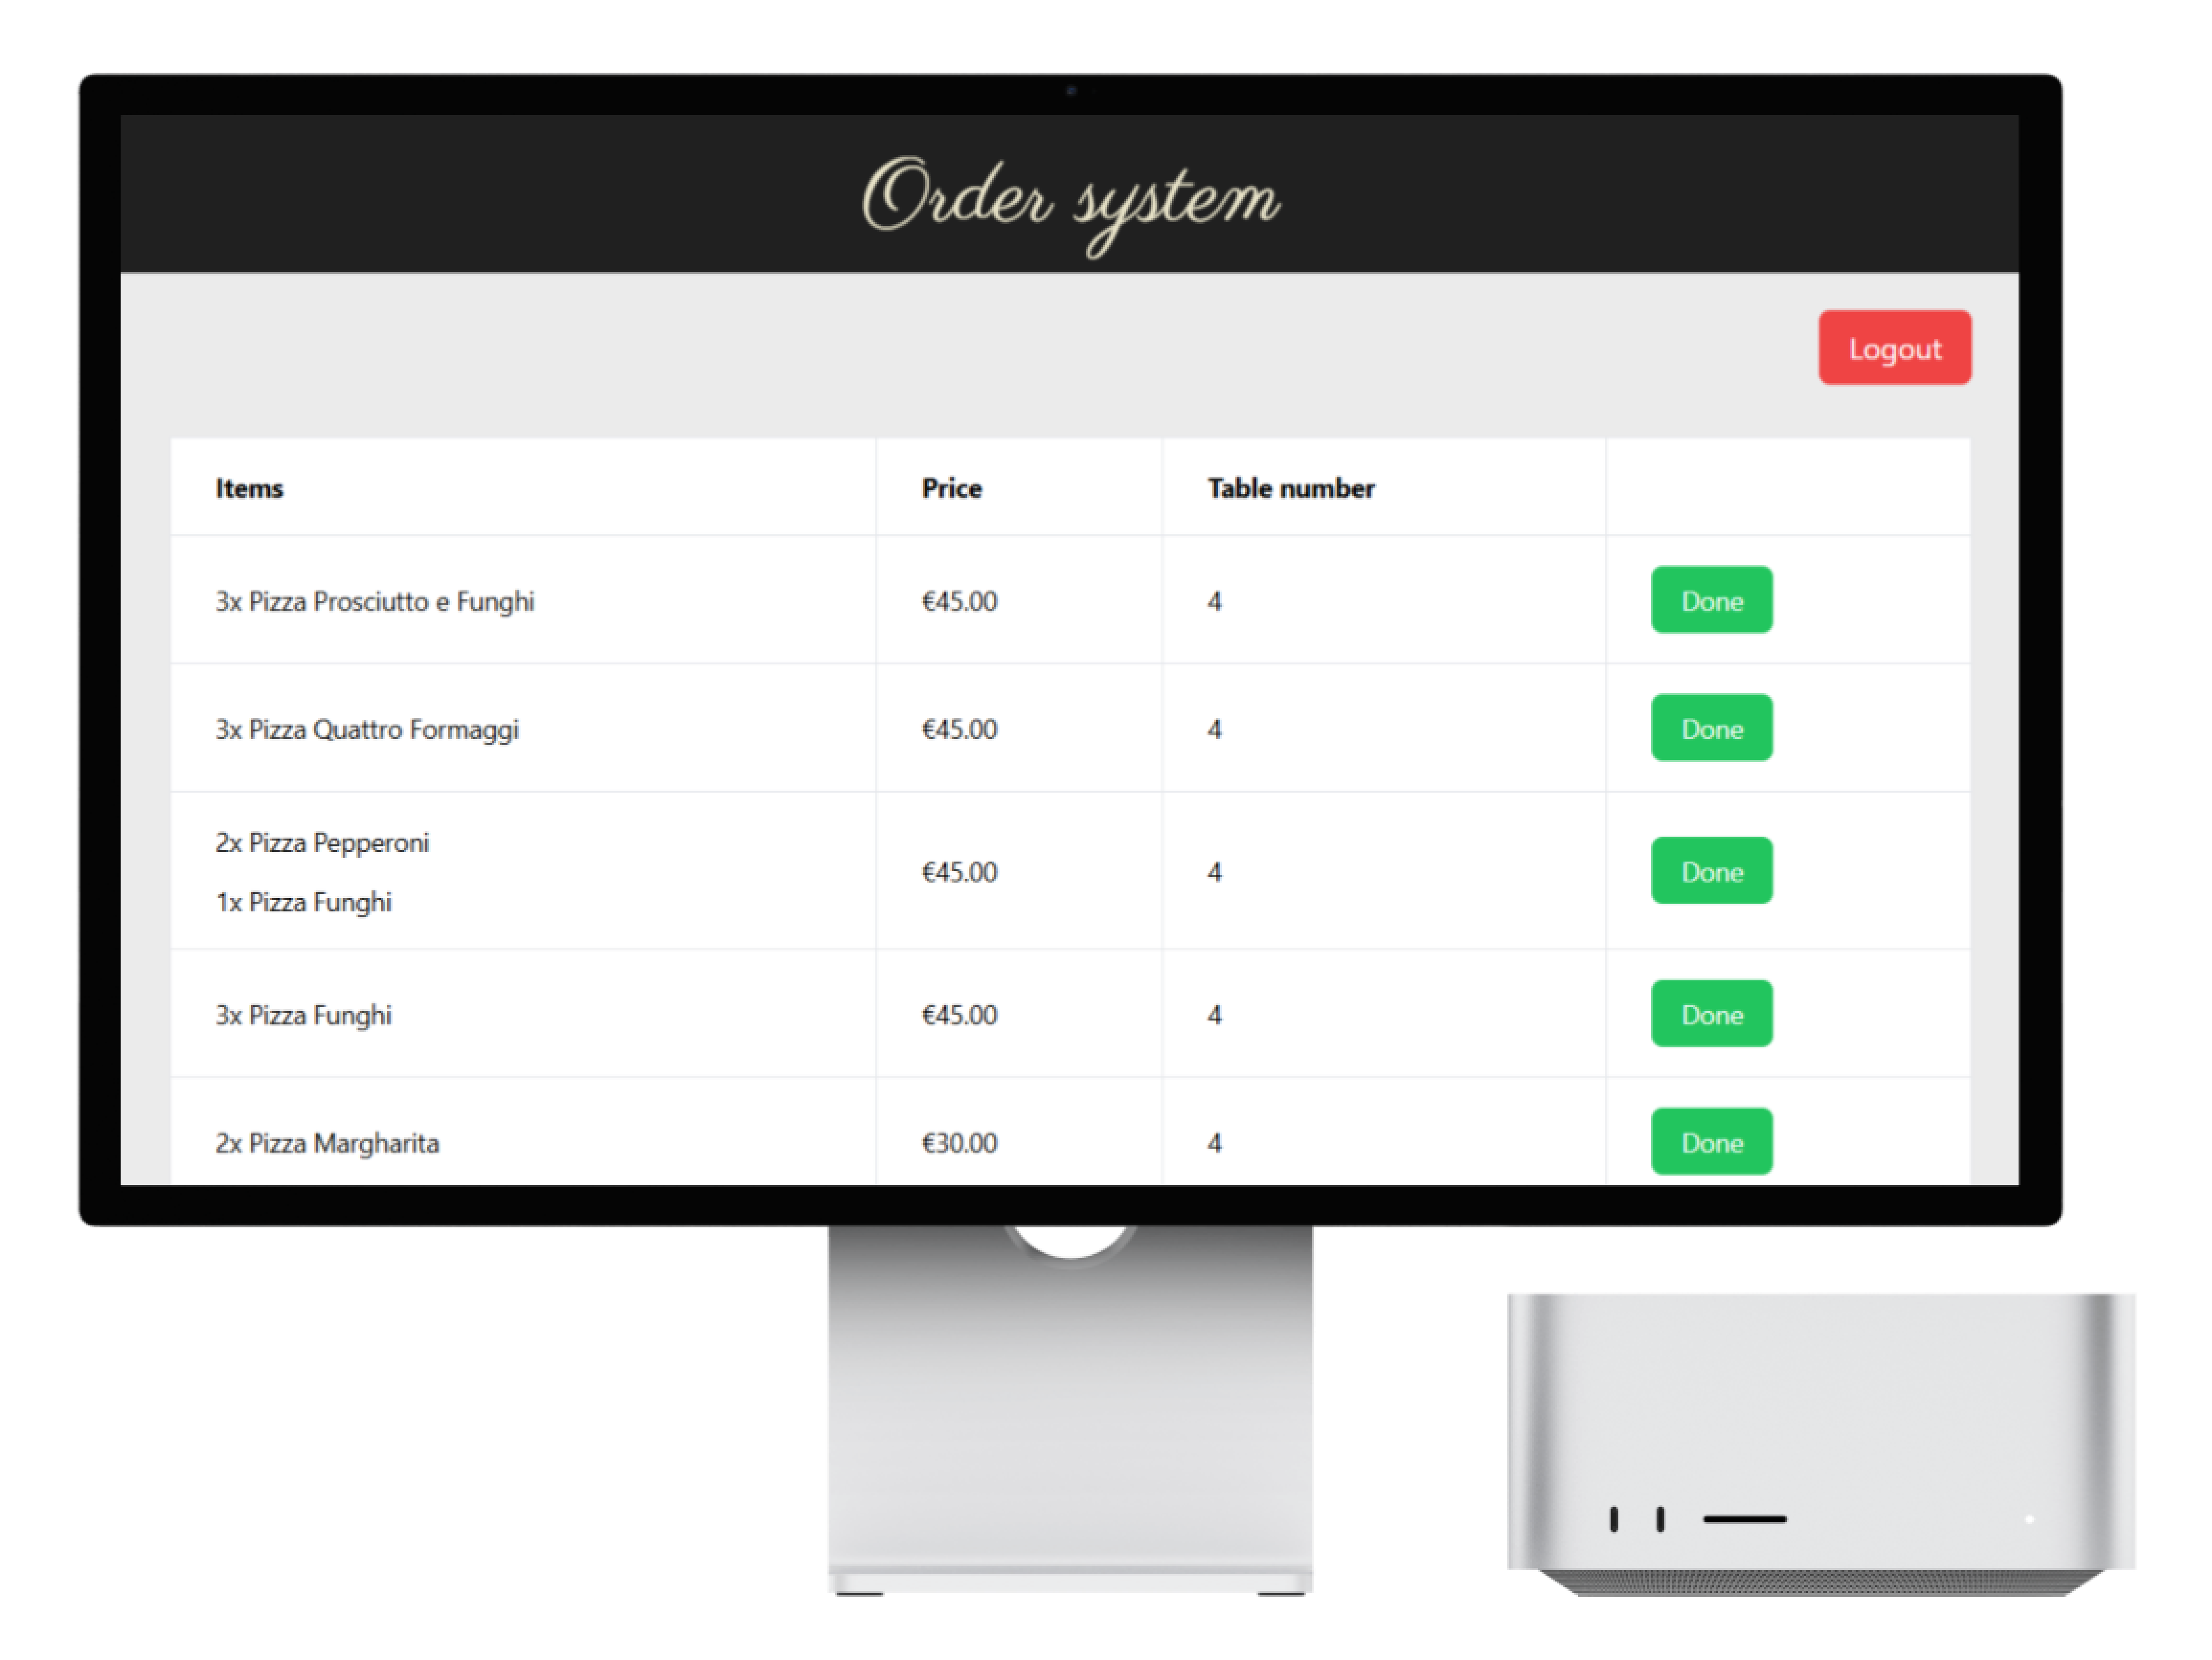 Order system
Logout
Items Price Table number
3x Pizza Prosciutto e Funghi €45.00 4 Done
3x Pizza Quattro Formaggi €45.00 4 Done
2x Pizza Pepperoni
1x Pizza Funghi
€45.00 4 Done
3x Pizza Funghi €45.00 4 Done
2x Pizza Margharita €30.00 4 Done